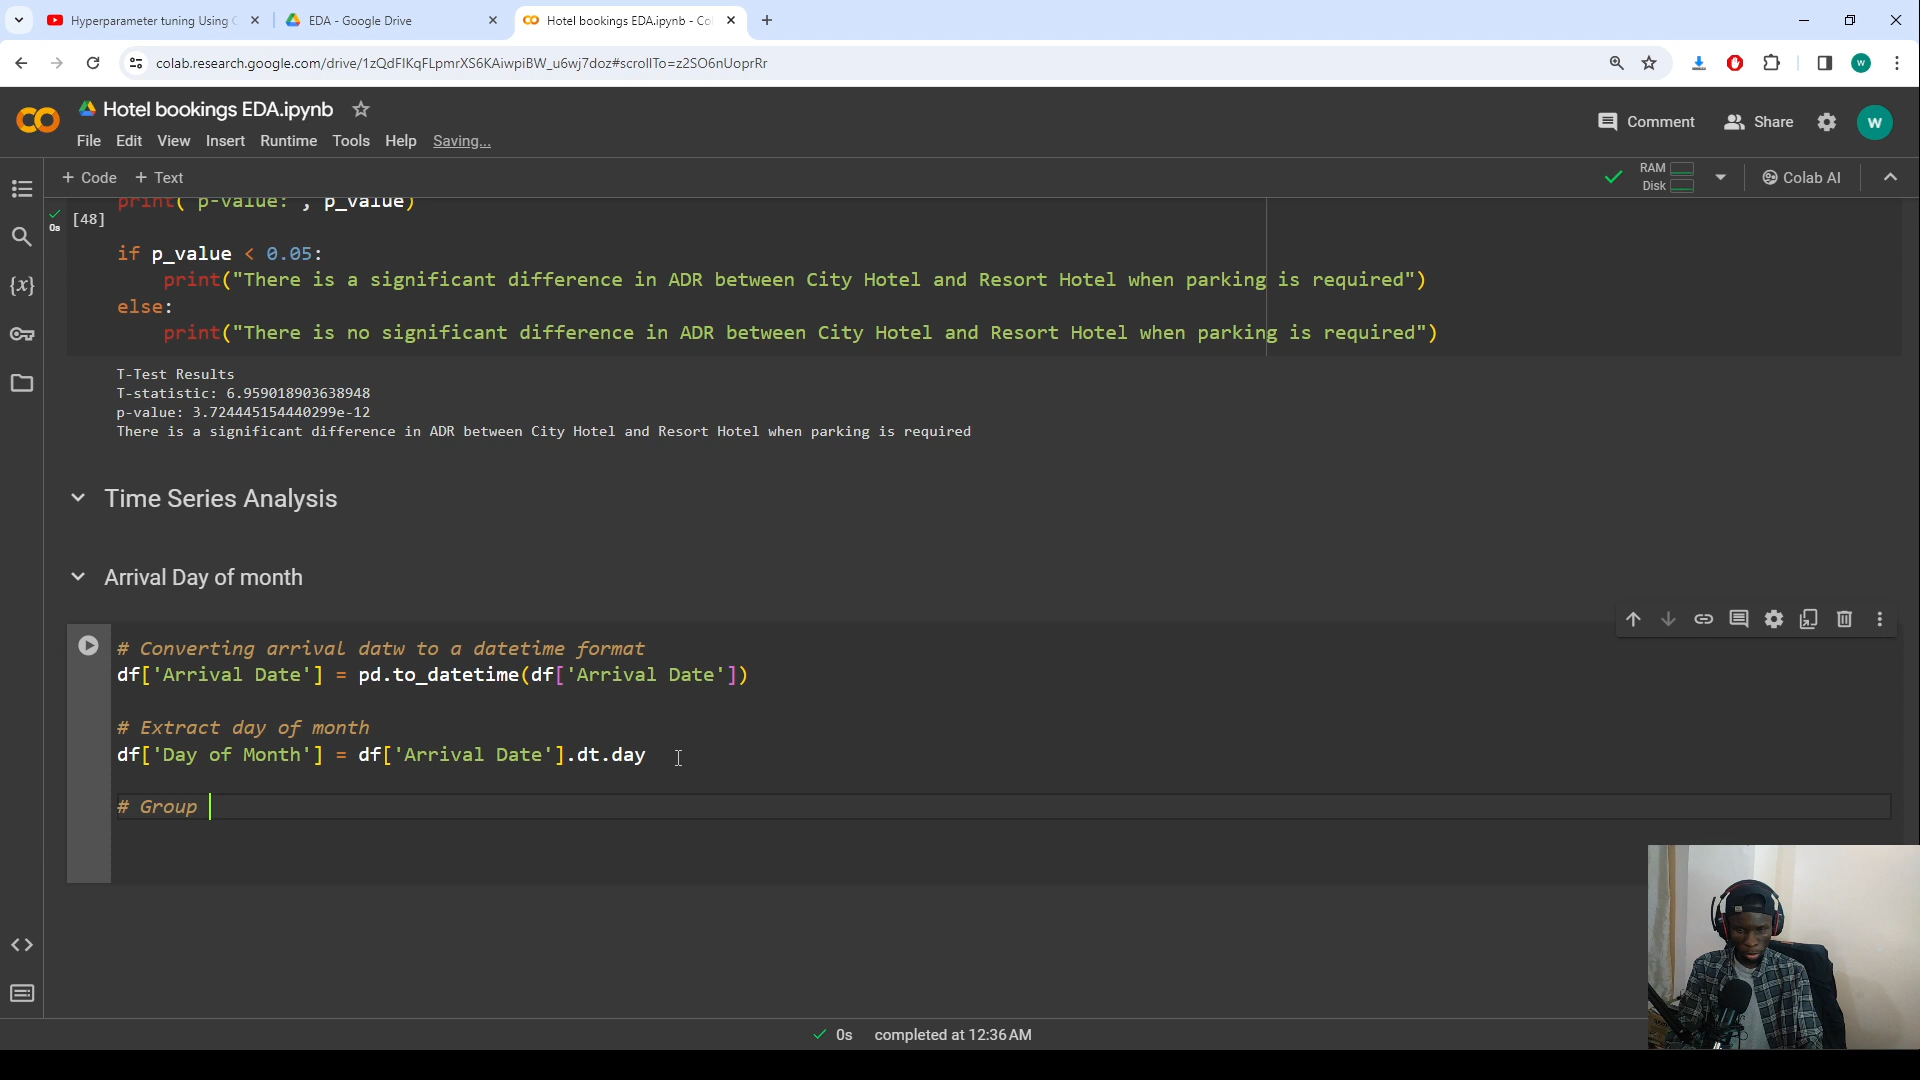 Hyperparameter tuning Using
EDA - Google Drive
Hotel bookings EDA.ipynb - Co
colab.research.google.com/drive/1zQdFIKqFLpmrXS6KAiwpiBW_u6wj7doz#scrollTo=z2SO6nUoprRr
W
Hotel bookings EDA.ipynb
Comment
Share
W
File Edit View Insert Runtime Tools Help Saving...
+ Code + Text
RAM
Disk
Colab AI
print( p-value: , p_value)
0s
[48]
if p_value < 0.05:
print("There is a significant difference in ADR between City Hotel and Resort Hotel when parking is required")
else:
print("There is no significant difference in ADR between City Hotel and Resort Hotel when parking is required")
T-Test Results
T-statistic: 6.959018903638948
p-value: 3.724445154440299e-12
There is a significant difference in ADR between City Hotel and Resort Hotel when parking is required
Time Series Analysis
Arrival Day of month
# Converting arrival datw to a datetime format
df['Arrival Date'] = pd.to_datetime(df['Arrival Date'])
# Extract day of month
df['Day of Month'] = df['Arrival Date'].dt.day
# Group
0s completed at 12:36 AM